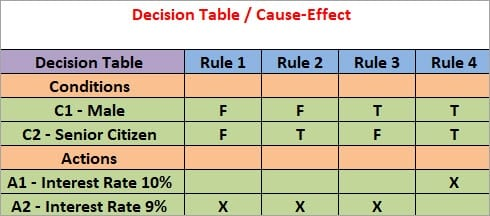 Decision Table / Cause-Effect
Decision Table Rule 1 Rule 2 Rule 3 Rule 4
Conditions
C1 - Male F F T T
C2 - Senior Citizen F T F T
Actions
A1 - Interest Rate 10% X
A2 - Interest Rate 9% X X X